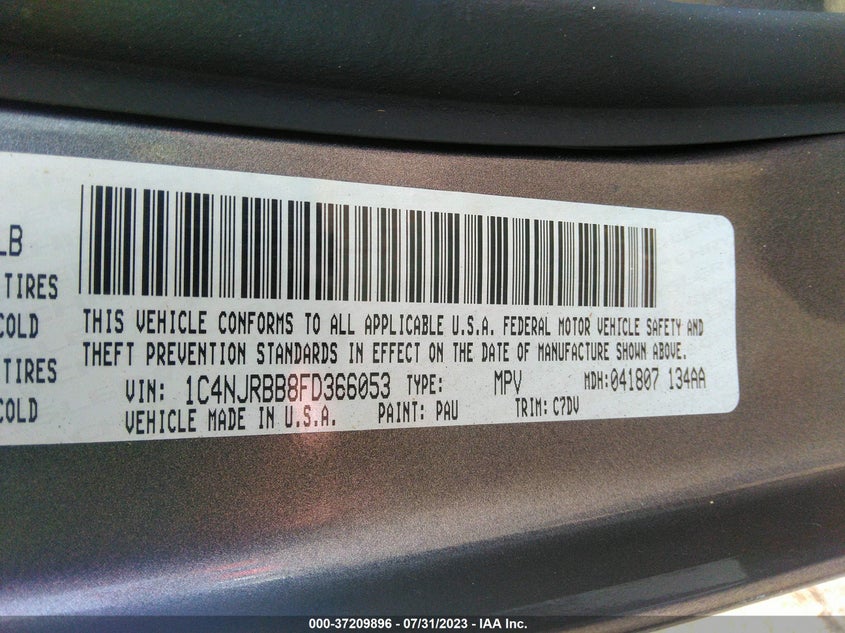 LB
TIRES
COLD
TIRES
COLD
THIS VEHICLE CONFORMS TO ALL APPLICABLE U.S.A. FEDERAL MOTOR VEHICLE SAFETY AND
THEFT PREVENTION STANDARDS IN EFFECT ON THE DATE OF MANUFACTURE SHOWN ABOVE.
VIN: 1C4NJRBB8FD366053 TYPE: MPV MDH:041807 134AA
VEHICLE MADE IN U.S.A. PAINT: PAU TRIM: C7DV
000-37209896 - 07/31/2023 - IAA Inc.